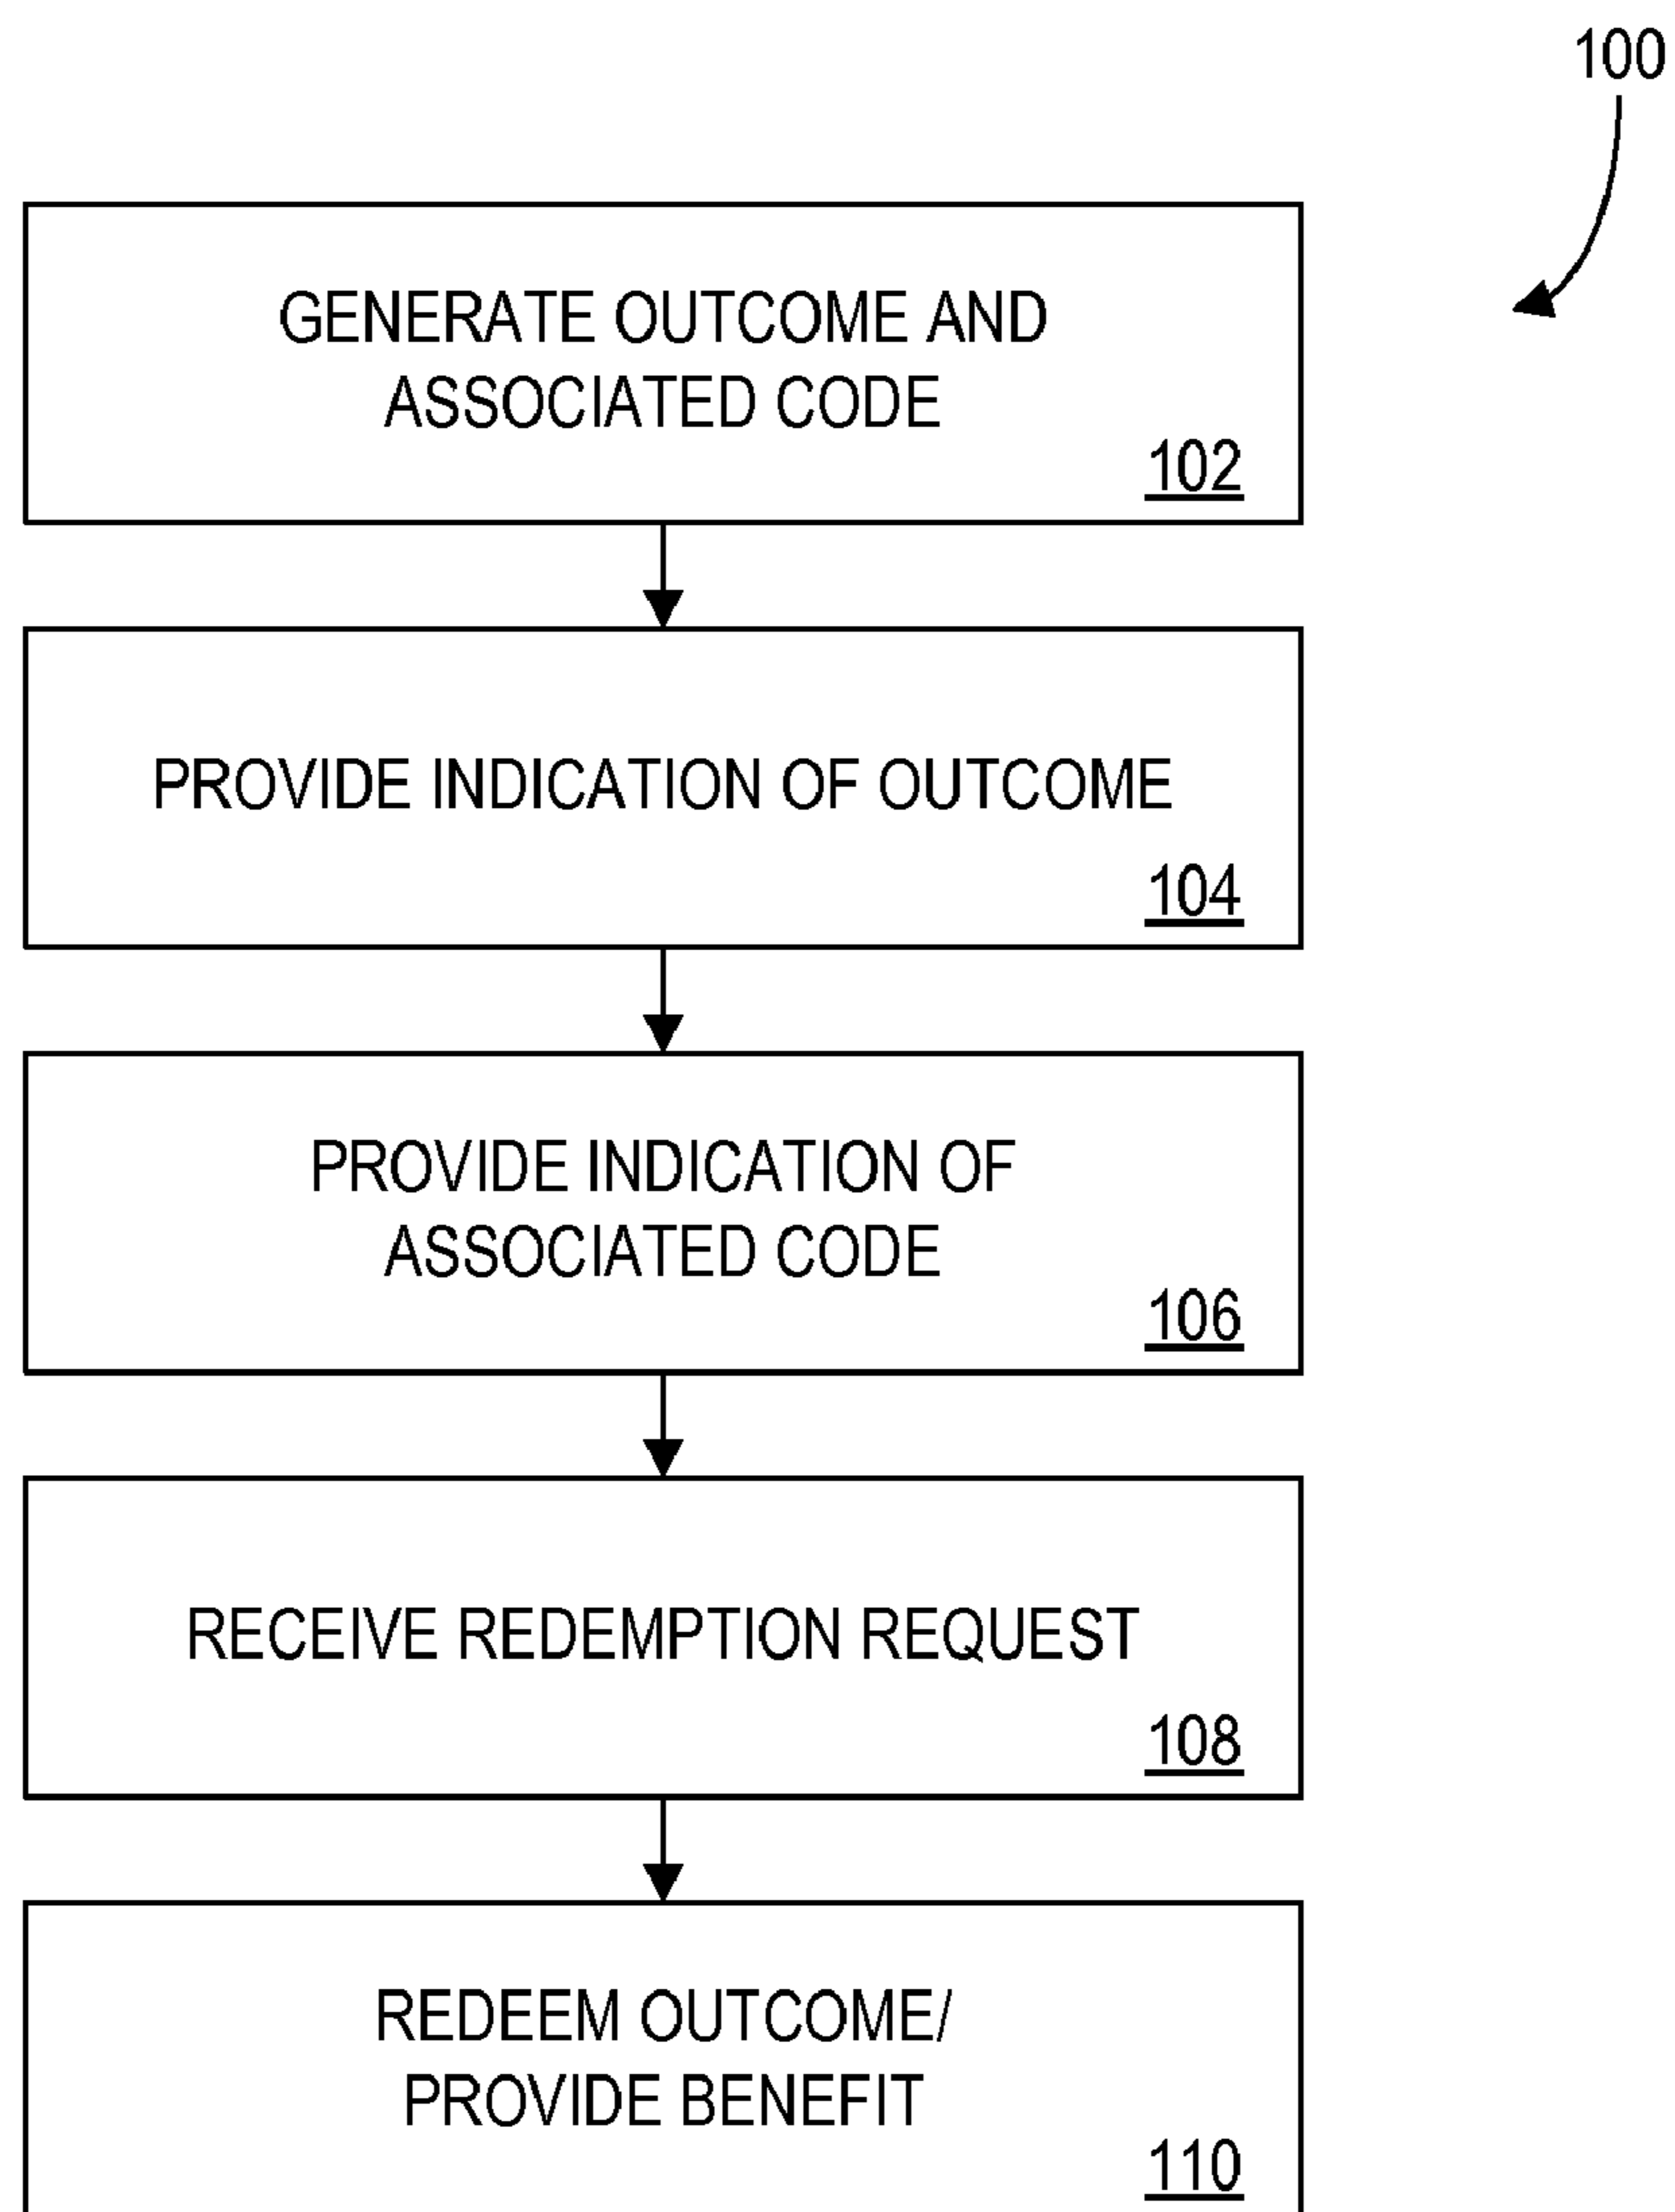 100
GENERATE OUTCOME AND
ASSOCIATED CODE
102
PROVIDE INDICATION OF OUTCOME
104
PROVIDE INDICATION OF
ASSOCIATED CODE
106
RECEIVE REDEMPTION REQUEST
108
REDEEM OUTCOME/
PROVIDE BENEFIT
110